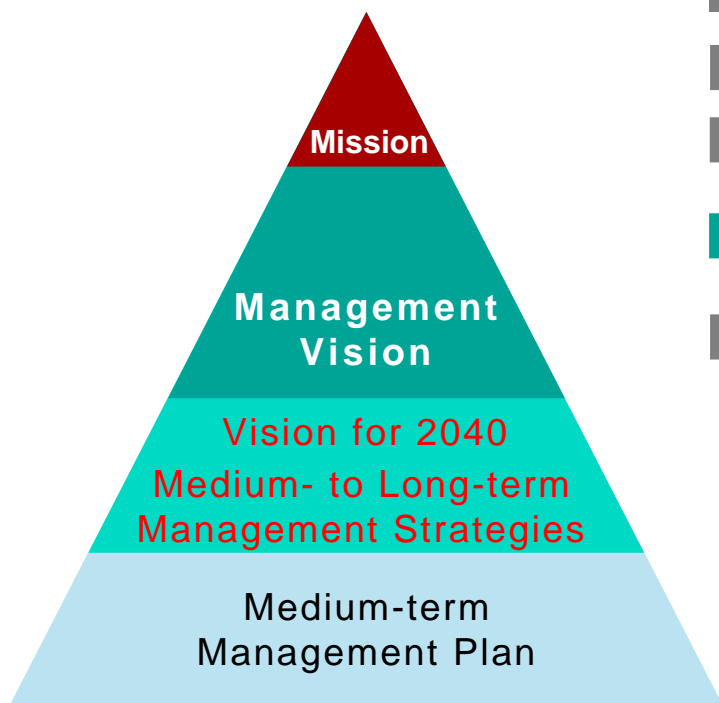 Mission
Management
Vision
Vision for 2040
Medium- to Long-term
Management Strategies
Medium-term
Management Plan